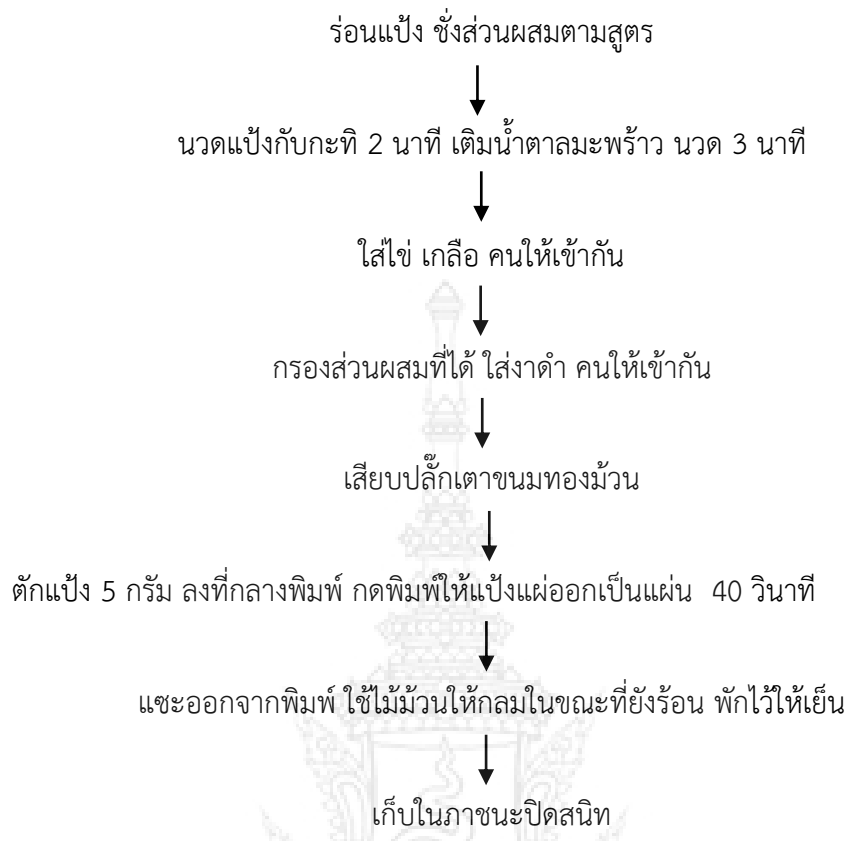 ร่อนแป้ง ชั่งส่วนผสมตามสูตร
นวดแป้งกับกะทิ 2 นาที เติมน้ำตาลมะพร้าว นวด 3 นาที
ใส่ไข่ เกลือ คนให้เข้ากัน
กรองส่วนผสมที่ได้ ใส่งาดำ คนให้เข้ากัน
เสียบปลั๊กเตาขนมทองม้วน
ตักแป้ง 5 กรัม ลงที่กลางพิมพ์ กดพิมพ์ให้แป้งแผ่ออกเป็นแผ่น 40 วินาที
แซะออกจากพิมพ์ ใช้ไม้ม้วนให้กลมในขณะที่ยังร้อน พักไว้ให้เย็น
เก็บในภาชนะปิดสนิท